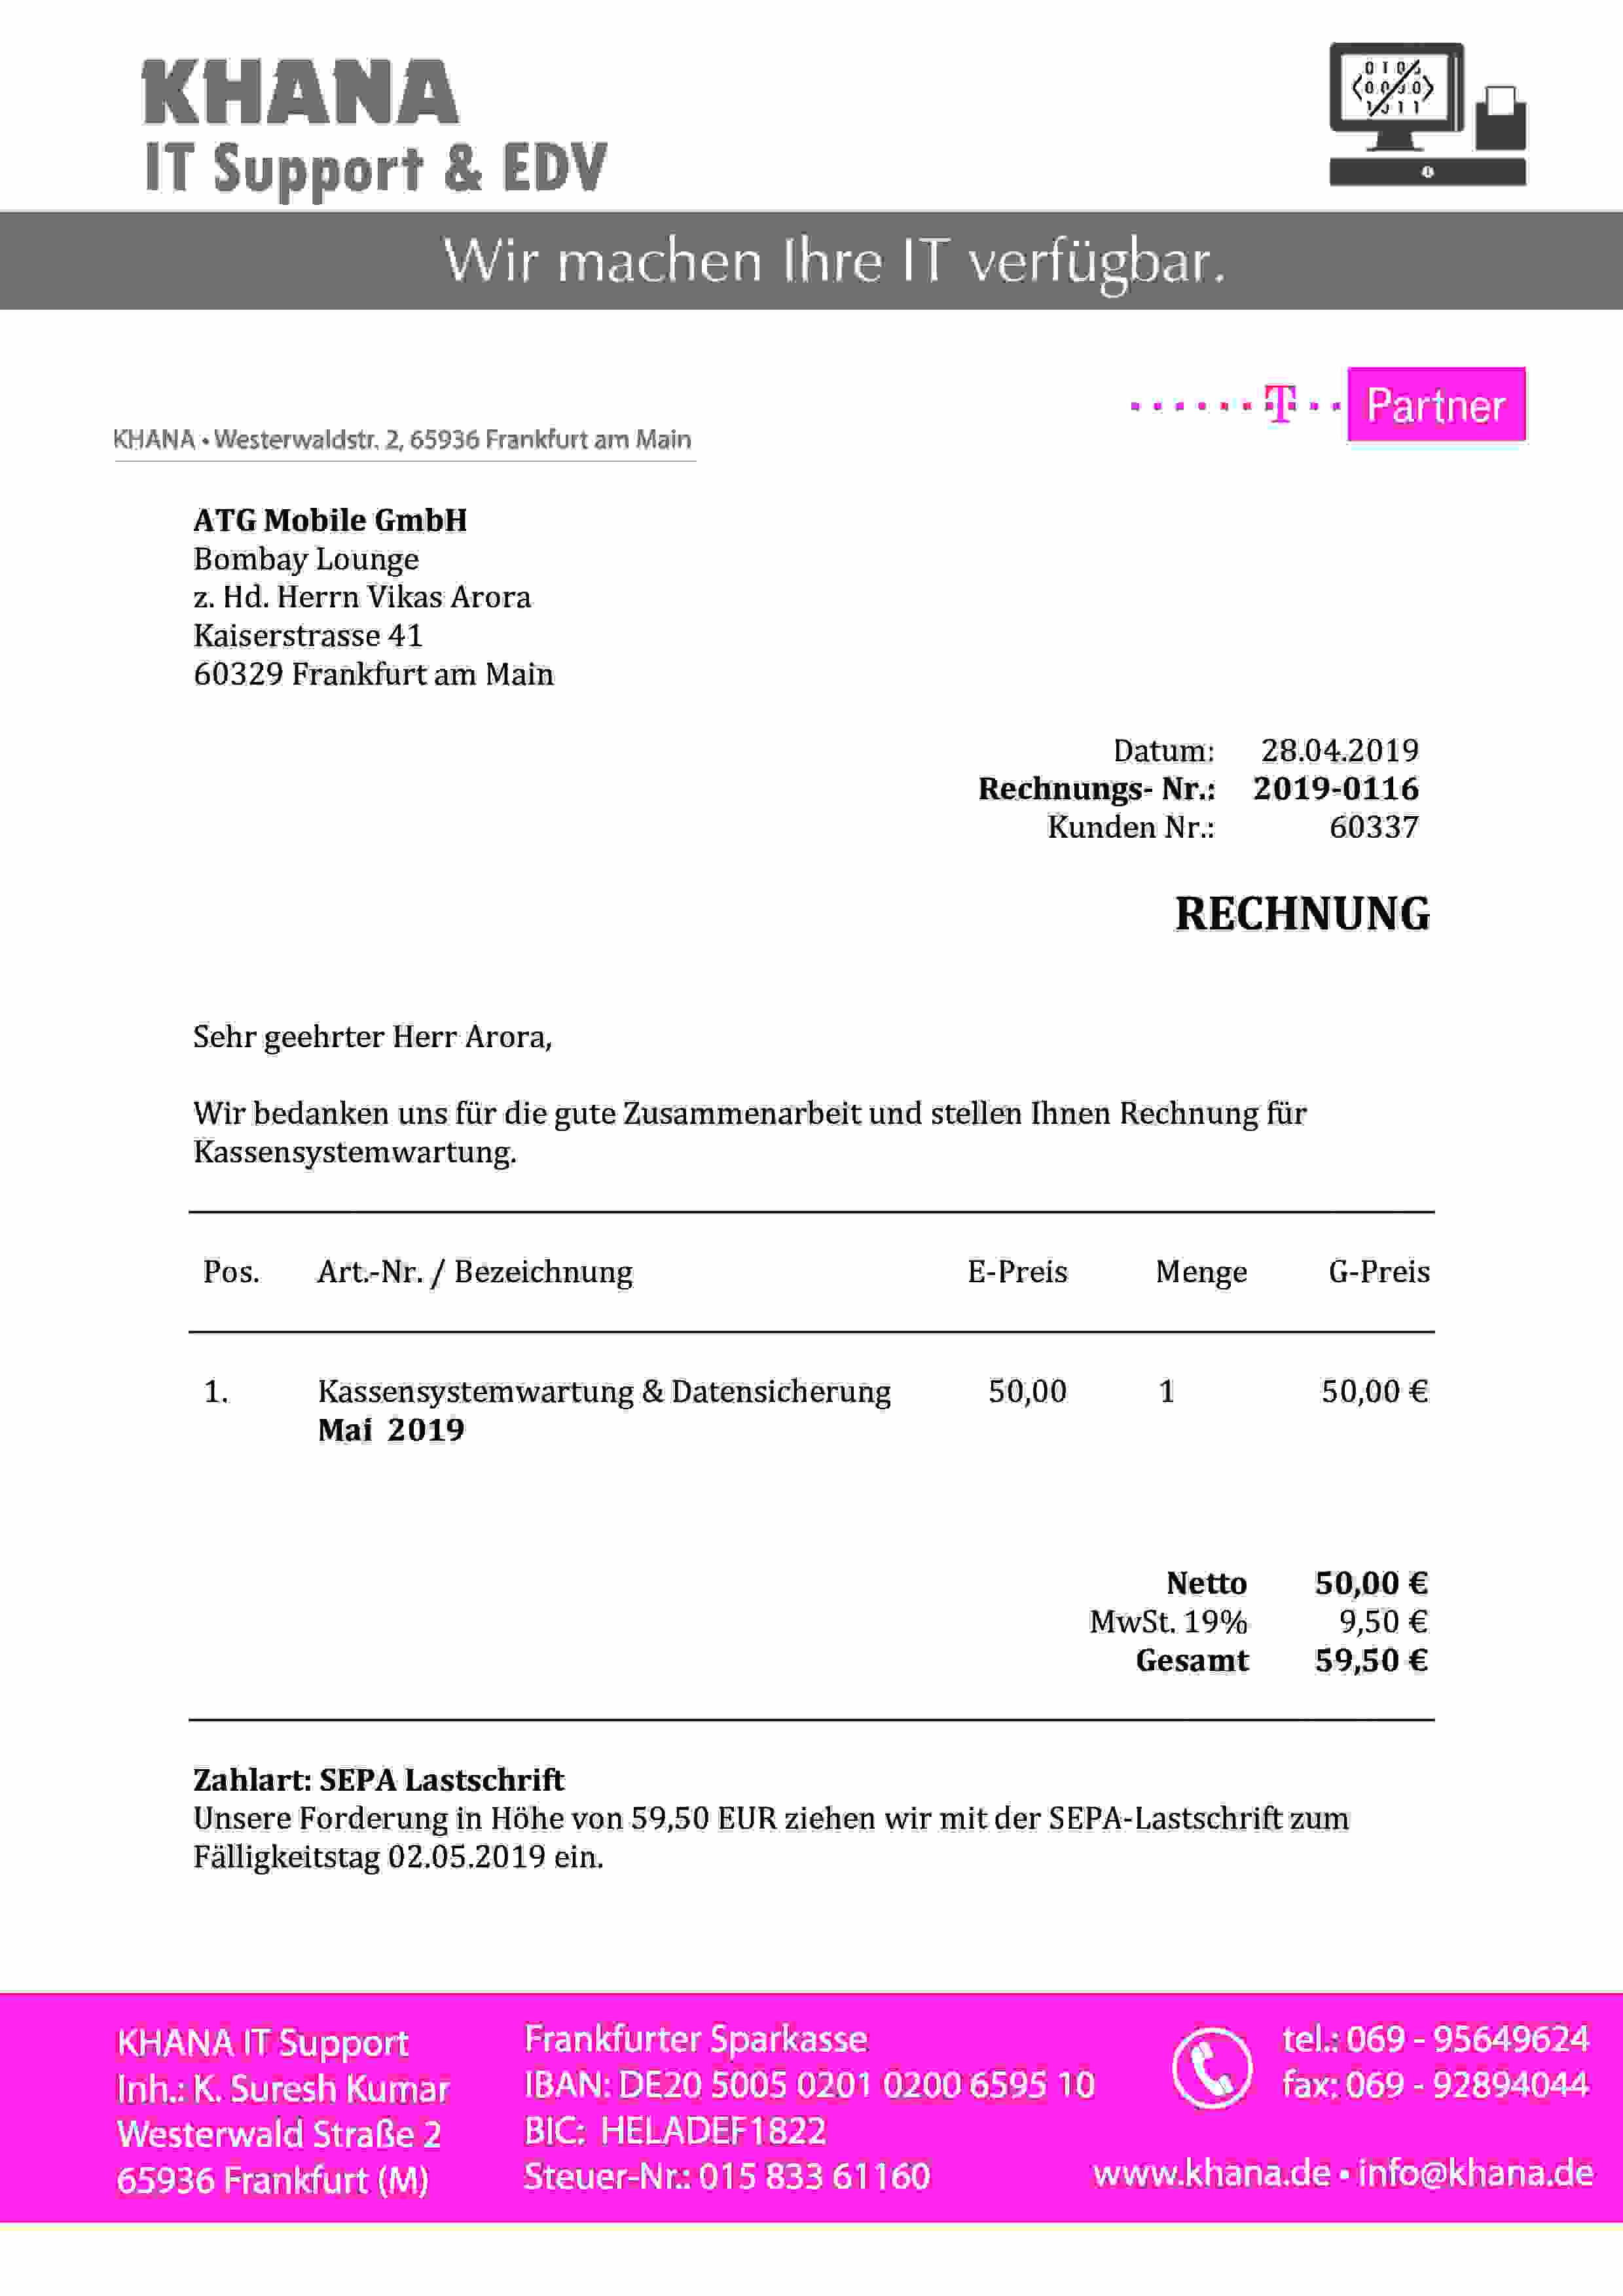 KHANA
IT Support & EDV
Wir machen Ihre IT verfügbar.
T Partner
KHANA • Westerwaldstr. 2, 65936 Frankfurt am Main
ATG Mobile GmbH
Bombay Lounge
z. Hd. Herrn Vikas Arora
Kaiserstrasse 41
60329 Frankfurt am Main
Datum: 28.04.2019
Rechnungs- Nr.: 2019-0116
Kunden Nr.: 60337
RECHNUNG
Sehr geehrter Herr Arora,
Wir bedanken uns für die gute Zusammenarbeit und stellen Ihnen Rechnung für
Kassensystemwartung.
Pos. Art.-Nr. / Bezeichnung E-Preis Menge G-Preis
1. Kassensystemwartung & Datensicherung 50,00 1 50,00 €
Mai 2019
Netto 50,00 €
MwSt. 19% 9,50 €
Gesamt 59,50 €
Zahlart: SEPA Lastschrift
Unsere Forderung in Höhe von 59,50 EUR ziehen wir mit der SEPA-Lastschrift zum
Fälligkeitstag 02.05.2019 ein.
KHANA IT Support
Inh.: K. Suresh Kumar
Westerwald Straße 2
65936 Frankfurt (M)
Frankfurter Sparkasse
IBAN: DE20 5005 0201 0200 6595 10
BIC: HELADEF1822
Steuer-Nr.: 015 833 61160
tel.: 069 - 95649624
fax: 069 - 92894044
www.khana.de • info@khana.de